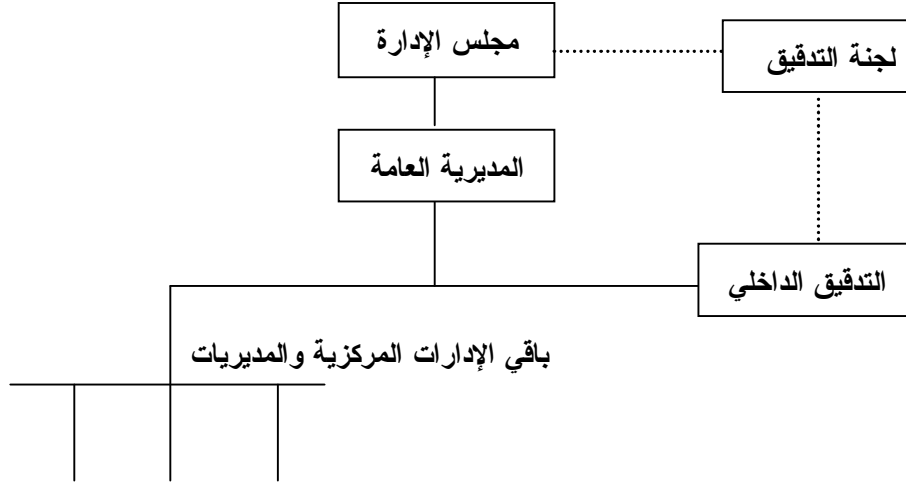 مجلس الإدارة
لجنة التدقيق
المديرية العامة
التدقيق الداخلي
باقي الإدارات المركزية والمديريات